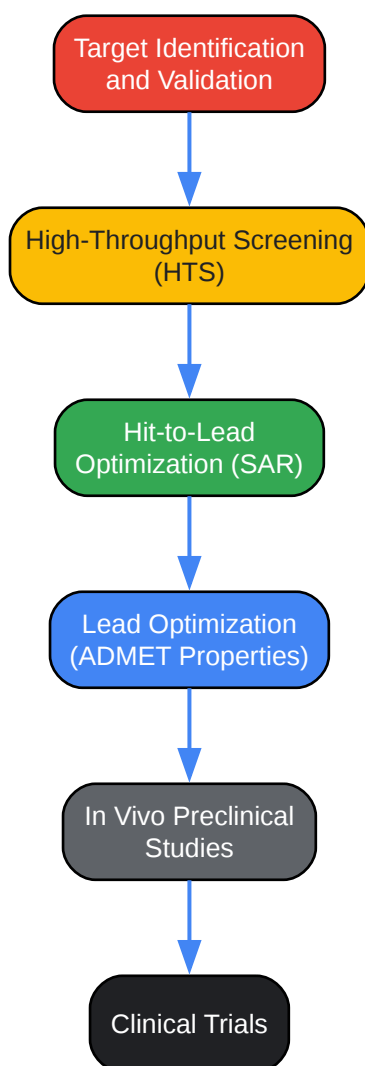 Target Identification
and Validation
High-Throughput Screening
(HTS)
Hit-to-Lead
Optimization (SAR)
Lead Optimization
(ADMET Properties)
In Vivo Preclinical
Studies
Clinical Trials